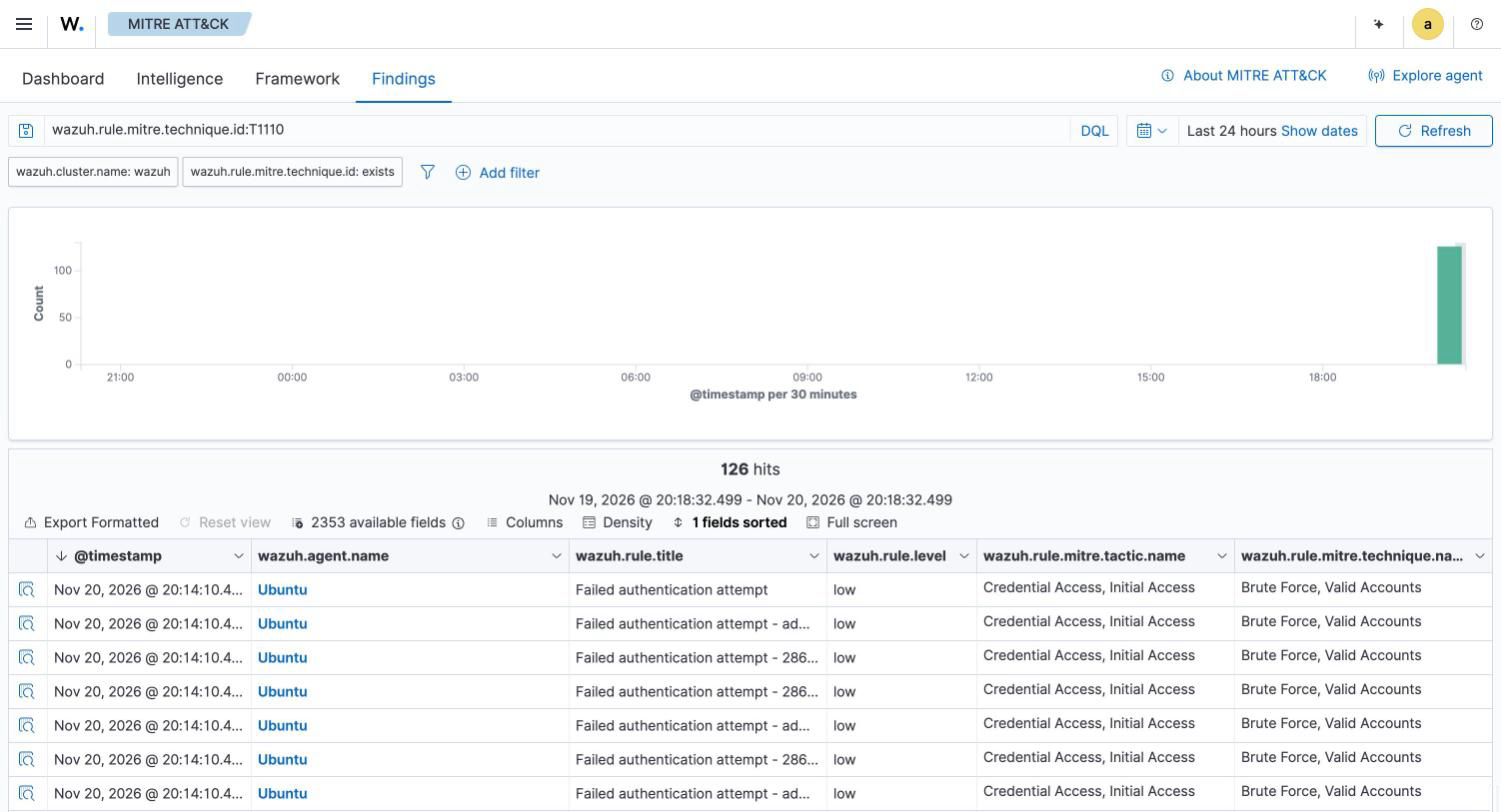 W. MITRE ATT&CK a
Dashboard Intelligence Framework Findings About MITRE ATT&CK Explore agent
wazuh.rule.mitre.technique.id:T1110 DQL Last 24 hours Show dates Refresh
wazuh.cluster.name: wazuh wazuh.rule.mitre.technique.id: exists Add filter
100
50
0
Count
21:00 00:00 03:00 06:00 09:00 12:00 15:00 18:00
@timestamp per 30 minutes
126 hits
Nov 19, 2026 @ 20:18:32.499 - Nov 20, 2026 @ 20:18:32.499
Export Formatted Reset view 2353 available fields Columns Density 1 fields sorted Full screen
@timestamp wazuh.agent.name wazuh.rule.title wazuh.rule.level wazuh.rule.mitre.tactic.name wazuh.rule.mitre.technique.na...
Nov 20, 2026 @ 20:14:10.4... Ubuntu Failed authentication attempt low Credential Access, Initial Access Brute Force, Valid Accounts
Nov 20, 2026 @ 20:14:10.4... Ubuntu Failed authentication attempt - ad... low Credential Access, Initial Access Brute Force, Valid Accounts
Nov 20, 2026 @ 20:14:10.4... Ubuntu Failed authentication attempt - 286... low Credential Access, Initial Access Brute Force, Valid Accounts
Nov 20, 2026 @ 20:14:10.4... Ubuntu Failed authentication attempt - 286... low Credential Access, Initial Access Brute Force, Valid Accounts
Nov 20, 2026 @ 20:14:10.4... Ubuntu Failed authentication attempt - ad... low Credential Access, Initial Access Brute Force, Valid Accounts
Nov 20, 2026 @ 20:14:10.4... Ubuntu Failed authentication attempt - 286... low Credential Access, Initial Access Brute Force, Valid Accounts
Nov 20, 2026 @ 20:14:10.4... Ubuntu Failed authentication attempt - ad... low Credential Access, Initial Access Brute Force, Valid Accounts